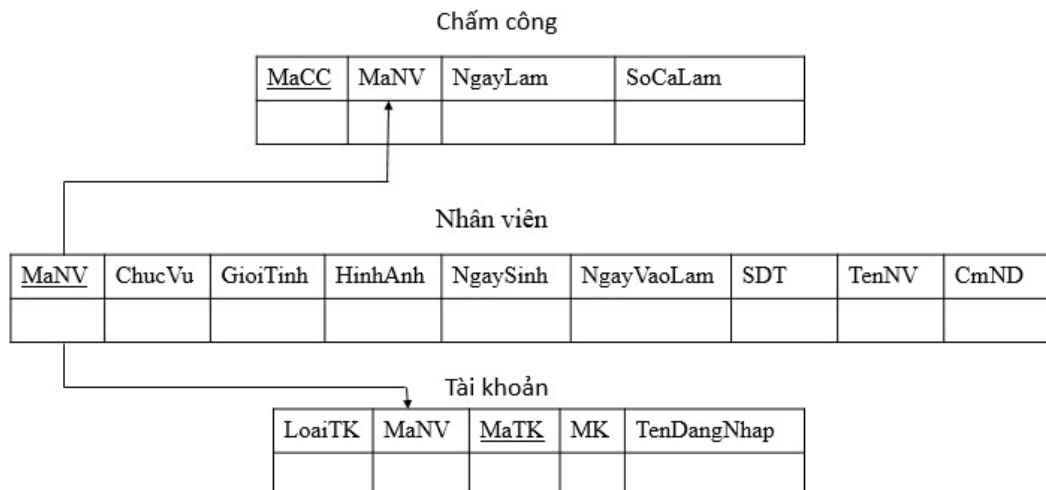 Chấm công
MaCC MaNV NgayLam SoCaLam
Nhân viên
MaNV ChucVu GioiTinh HinhAnh NgaySinh NgayVaoLam SDT TenNV CmND
Tài khoản
LoaiTK MaNV MaTK MK TenDangNhap